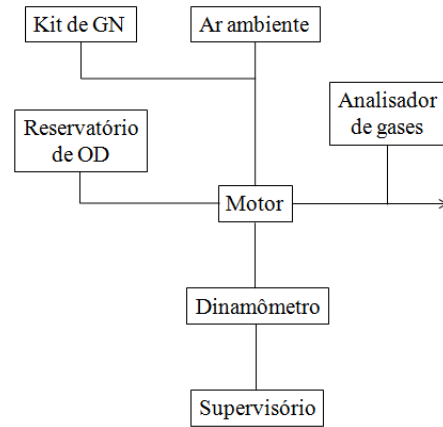 Kit de GN
Ar ambiente
Analisador
de gases
Reservatório
de OD
Motor
Dinamômetro
Supervisório